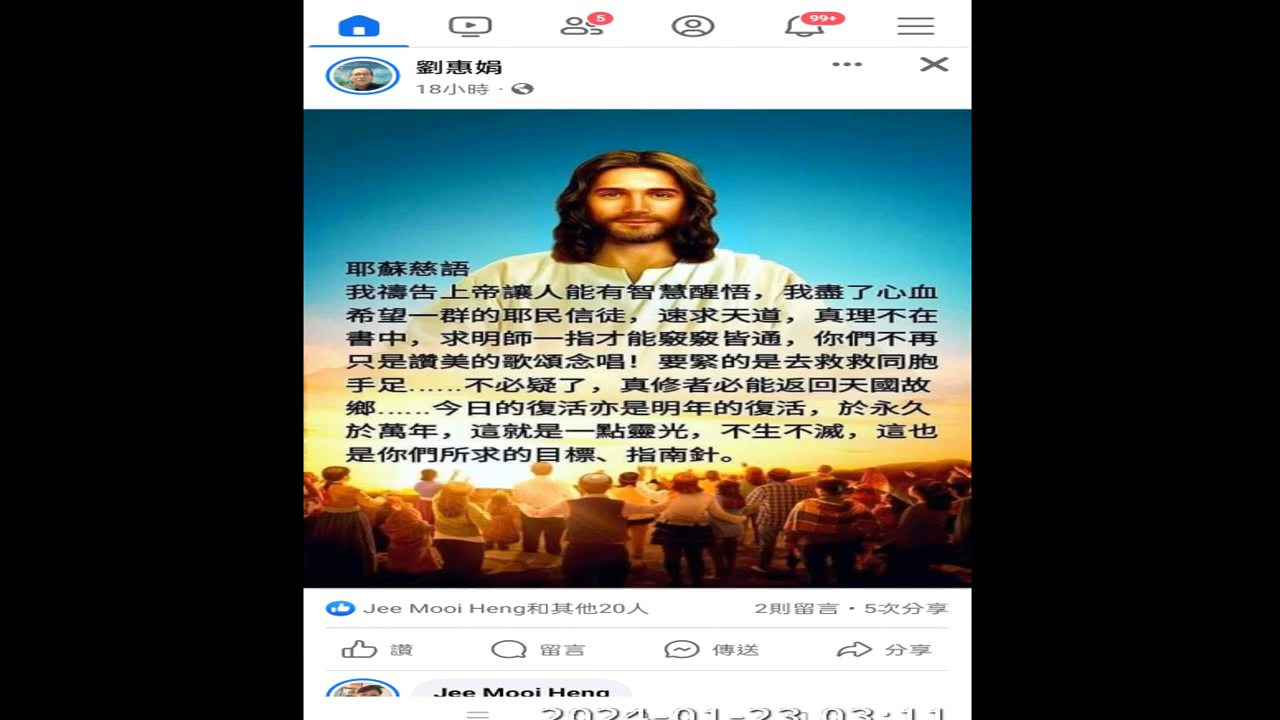 5
99+
劉惠娟
18小時 ·
耶蘇慈語
我禱告上帝讓人能有智慧醒悟，我盡了心血
希望一群的耶民信徒，速求天道，真理不在
書中，求明師一指才能竅竅皆通，你們不再
只是讚美的歌頌念唱！要緊的是去救救同胞
手足......不必疑了，真修者必能返回天國故
鄉......今日的復活亦是明年的復活，於永久
於萬年，這就是一點靈光，不生不滅，這也
是你們所求的目標、指南針。
Jee Mooi Heng和其他20人
2則留言 · 5次分享
讚
留言
傳送
分享
Jee Mooi Heng
2024-01-23 03:11